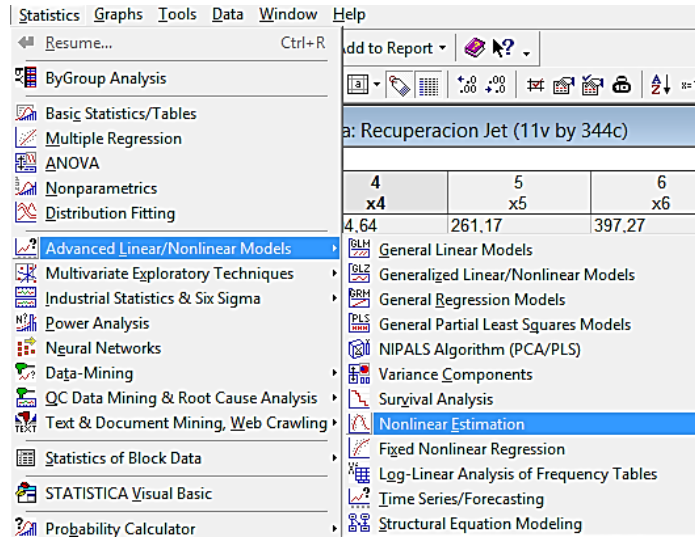 Statistics Graphs Tools Data Window Help
Resume... Ctrl+R
Add to Report
ByGroup Analysis
Basic Statistics/Tables
Multiple Regression
ANOVA
Nonparametrics
Distribution Fitting
a: Recuperacion Jet (11v by 344c)
4 5 6
x4 x5 x6
4,64 261,17 397,27
Advanced Linear/Nonlinear Models
Multivariate Exploratory Techniques
Industrial Statistics & Six Sigma
Power Analysis
Neural Networks
Data-Mining
QC Data Mining & Root Cause Analysis
Text & Document Mining, Web Crawling
Statistics of Block Data
STATISTICA Visual Basic
Probability Calculator
General Linear Models
Generalized Linear/Nonlinear Models
General Regression Models
General Partial Least Squares Models
NIPALS Algorithm (PCA/PLS)
Variance Components
Survival Analysis
Nonlinear Estimation
Fixed Nonlinear Regression
Log-Linear Analysis of Frequency Tables
Time Series/Forecasting
Structural Equation Modeling